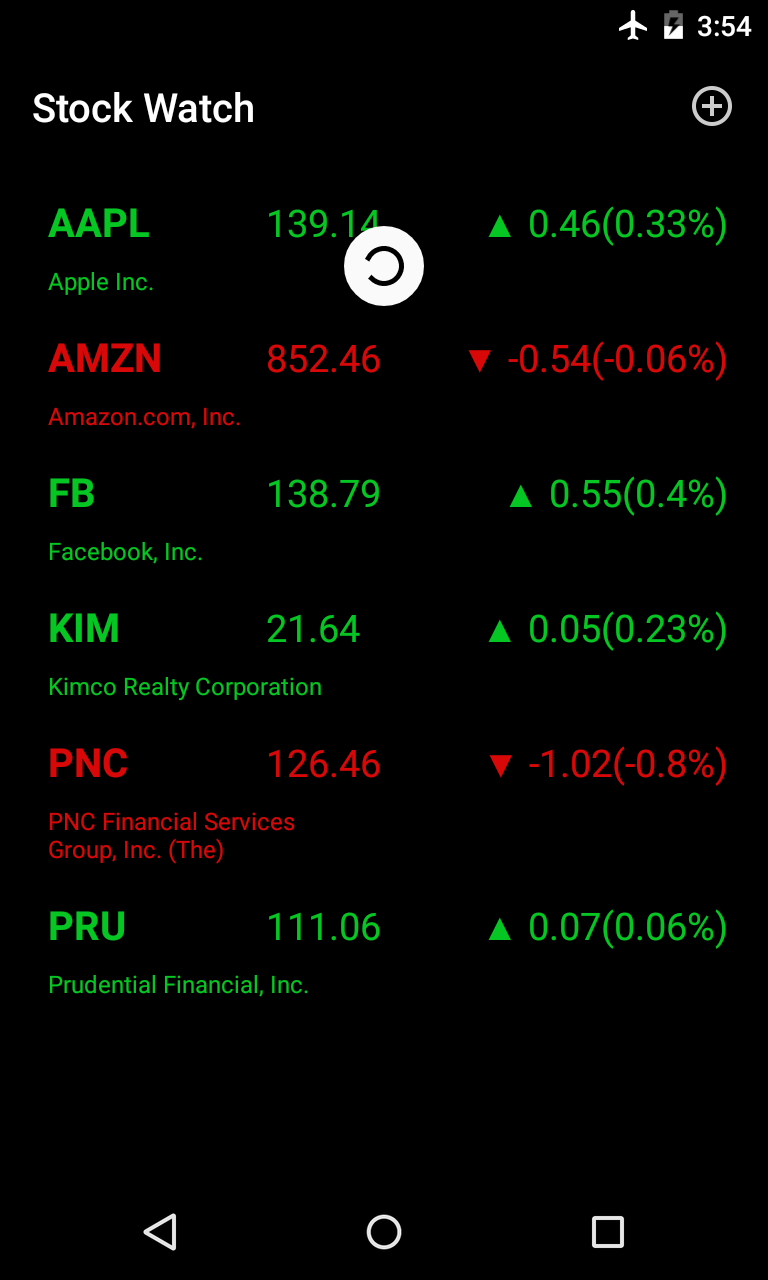 3:54
Stock Watch
AAPL 139.14 ▲ 0.46(0.33%)
Apple Inc.
AMZN 852.46 ▼ -0.54(-0.06%)
Amazon.com, Inc.
FB 138.79 ▲ 0.55(0.4%)
Facebook, Inc.
KIM 21.64 ▲ 0.05(0.23%)
Kimco Realty Corporation
PNC 126.46 ▼ -1.02(-0.8%)
PNC Financial Services
Group, Inc. (The)
PRU 111.06 ▲ 0.07(0.06%)
Prudential Financial, Inc.